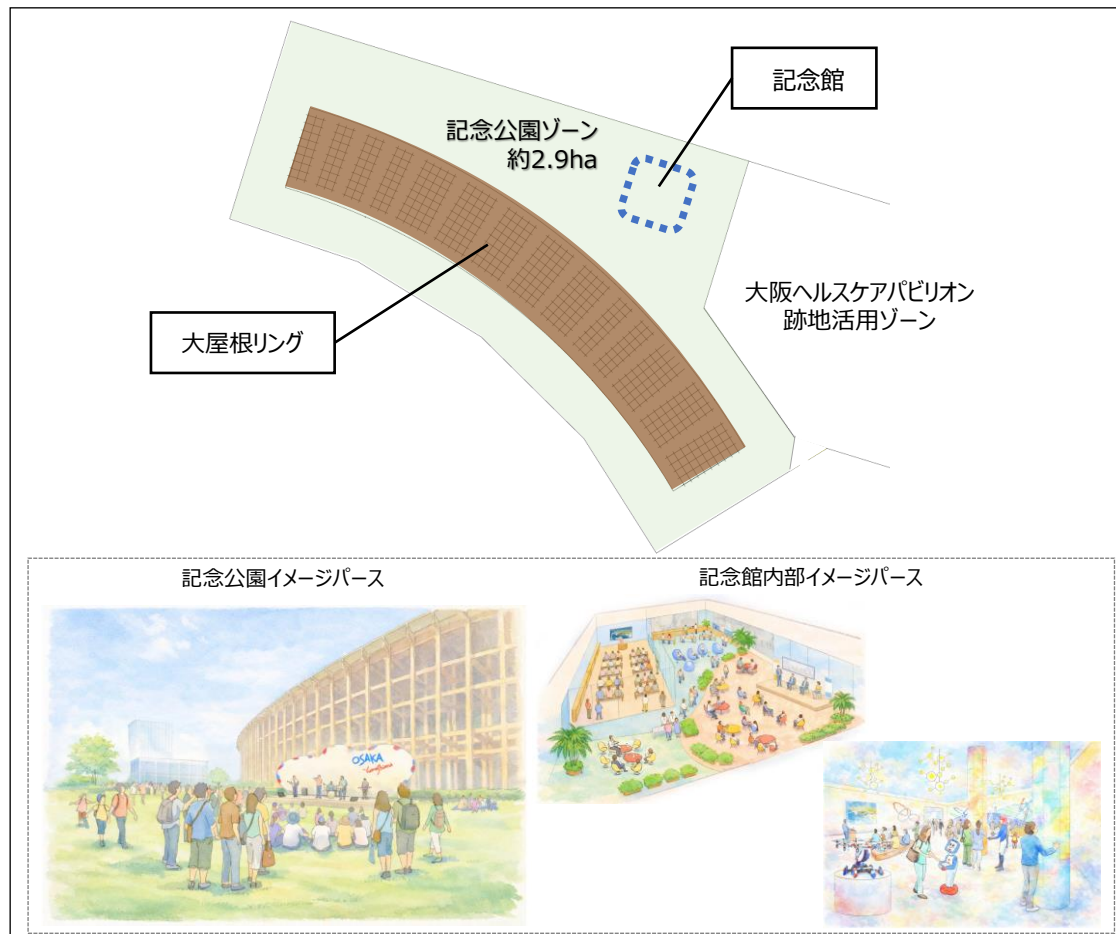 記念館
記念公園ゾーン
約2.9ha
大阪ヘルスケアパビリオン
跡地活用ゾーン
大屋根リング
記念公園イメージパース
記念館内部イメージパース
OSAKA